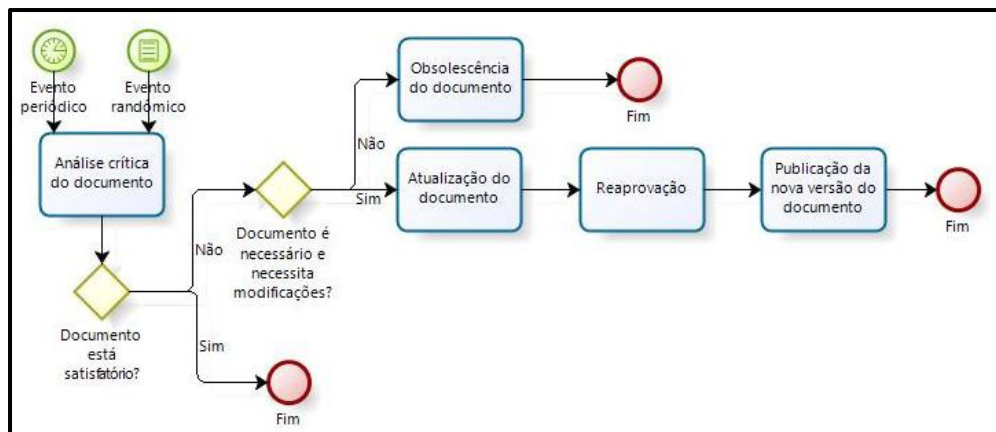 Evento
periódico
Evento
randômico
Análise crítica
do documento
Documento
está
satisfatório?
Não
Sim
Fim
Documento é
necessário e
necessita
modificações?
Não
Sim
Obsolescência
do documento
Fim
Atualização do
documento
Reaprovação
Publicação da
nova versão do
documento
Fim